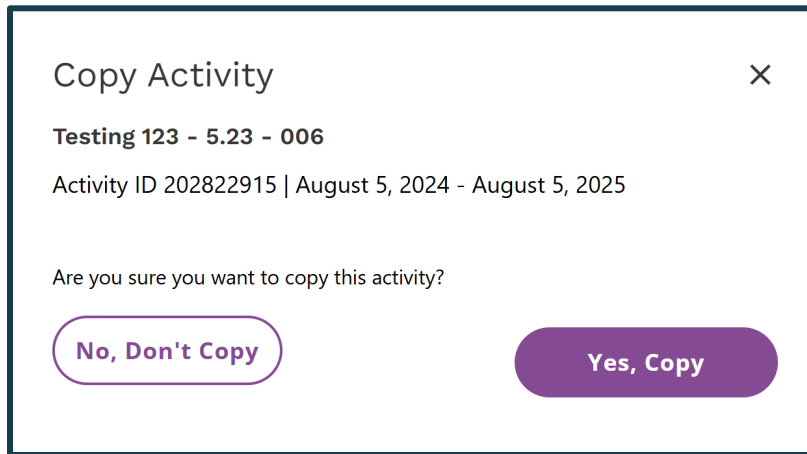 Copy Activity
Testing 123 - 5.23 - 006
Activity ID 202822915 | August 5, 2024 - August 5, 2025
Are you sure you want to copy this activity?
No, Don't Copy
Yes, Copy